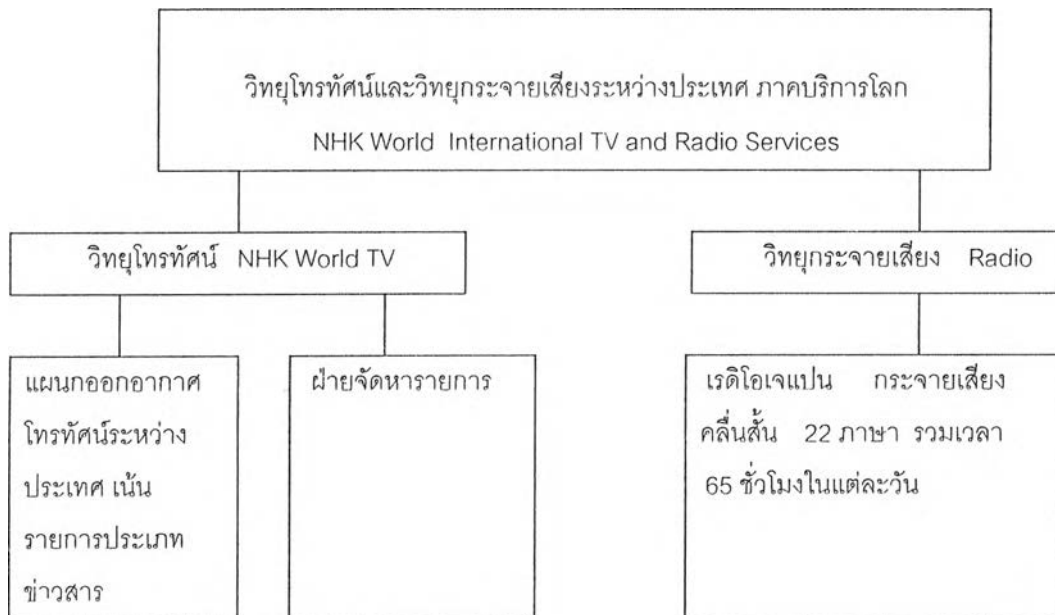 วิทยุโทรทัศน์และวิทยุกระจายเสียงระหว่างประเทศ ภาคบริการโลก
NHK World International TV and Radio Services
วิทยุโทรทัศน์ NHK World TV
วิทยุกระจายเสียง Radio
แผนกออกอากาศ
โทรทัศน์ระหว่าง
ประเทศ เน้น
รายการประเภท
ข่าวสาร
ฝ่ายจัดหารายการ
เรดิโอเจแปน กระจายเสียง
คลื่นสั้น 22 ภาษา รวมเวลา
65 ชั่วโมงในแต่ละวัน